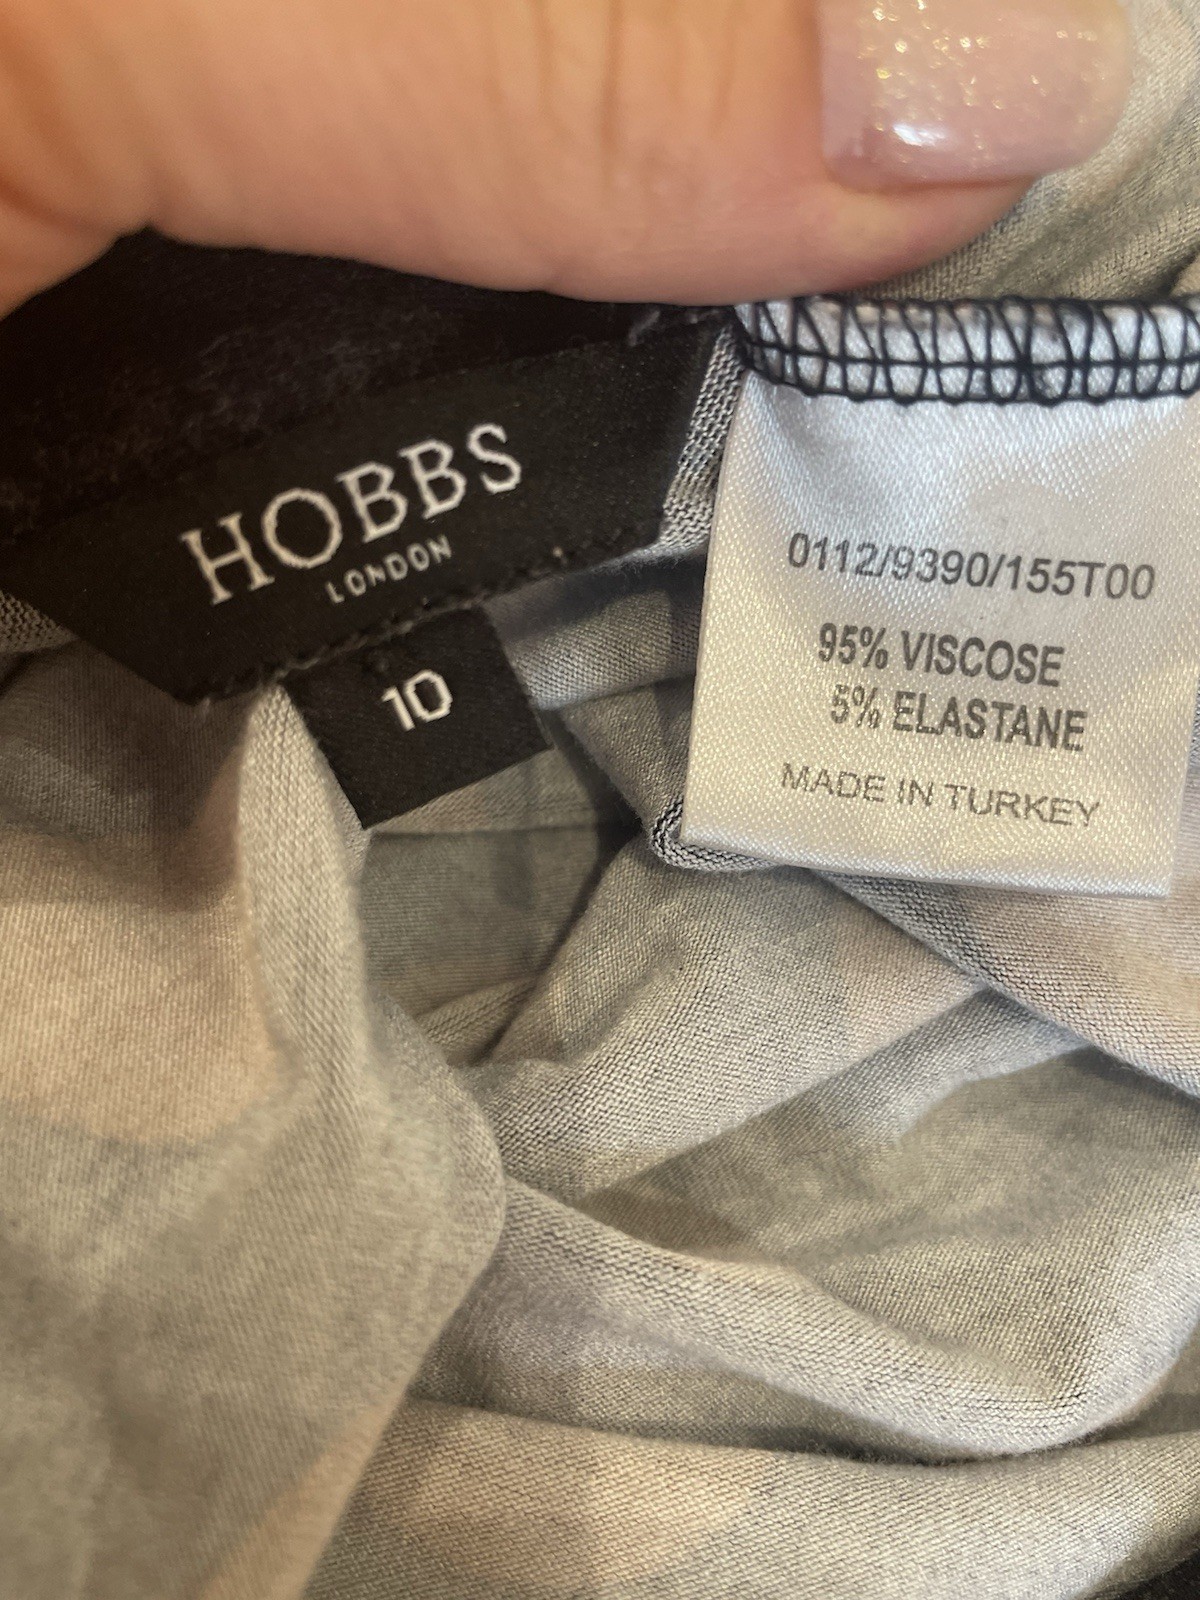 HOBBS
LONDON
10
0112/9390/155T00
95% VISCOSE
5% ELASTANE
MADE IN TURKEY